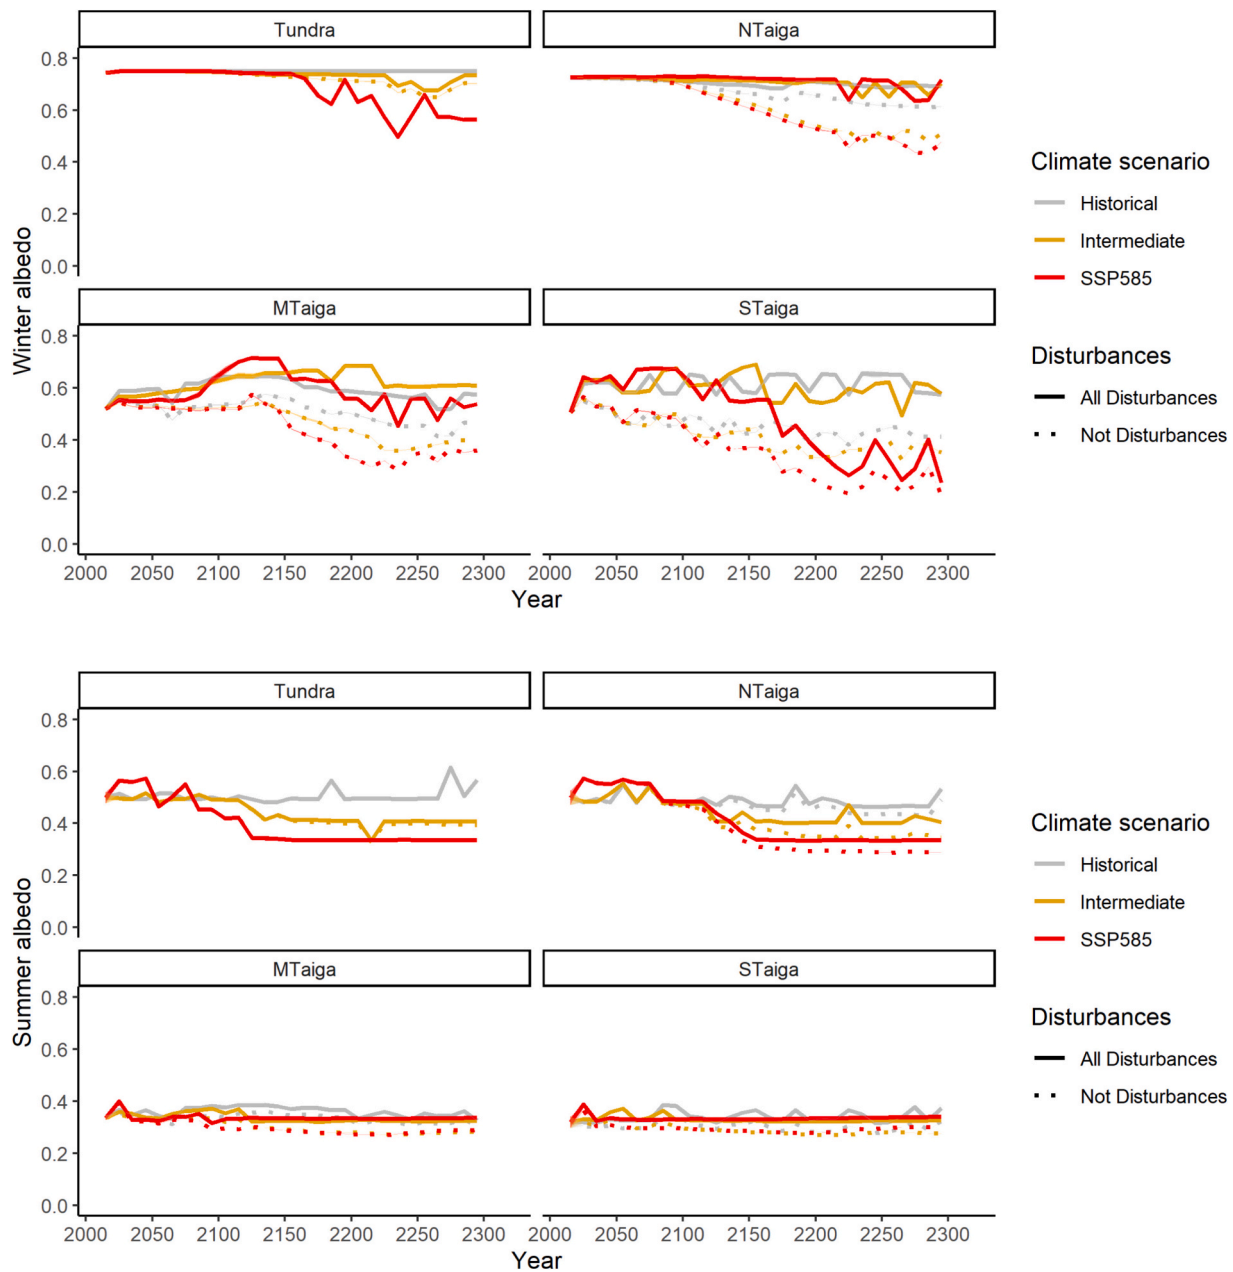 Tundra
NTaiga
0.8
0.6
0.4
0.2
0.0
MTaiga
STaiga
0.8
0.6
0.4
0.2
0.0
Winter albedo
2000 2050 2100 2150 2200 2250 2300
2000 2050 2100 2150 2200 2250 2300
Year
Climate scenario
Historical
Intermediate
SSP585
Disturbances
All Disturbances
Not Disturbances
Tundra
NTaiga
0.8
0.6
0.4
0.2
0.0
MTaiga
STaiga
0.8
0.6
0.4
0.2
0.0
Summer albedo
2000 2050 2100 2150 2200 2250 2300
2000 2050 2100 2150 2200 2250 2300
Year
Climate scenario
Historical
Intermediate
SSP585
Disturbances
All Disturbances
Not Disturbances